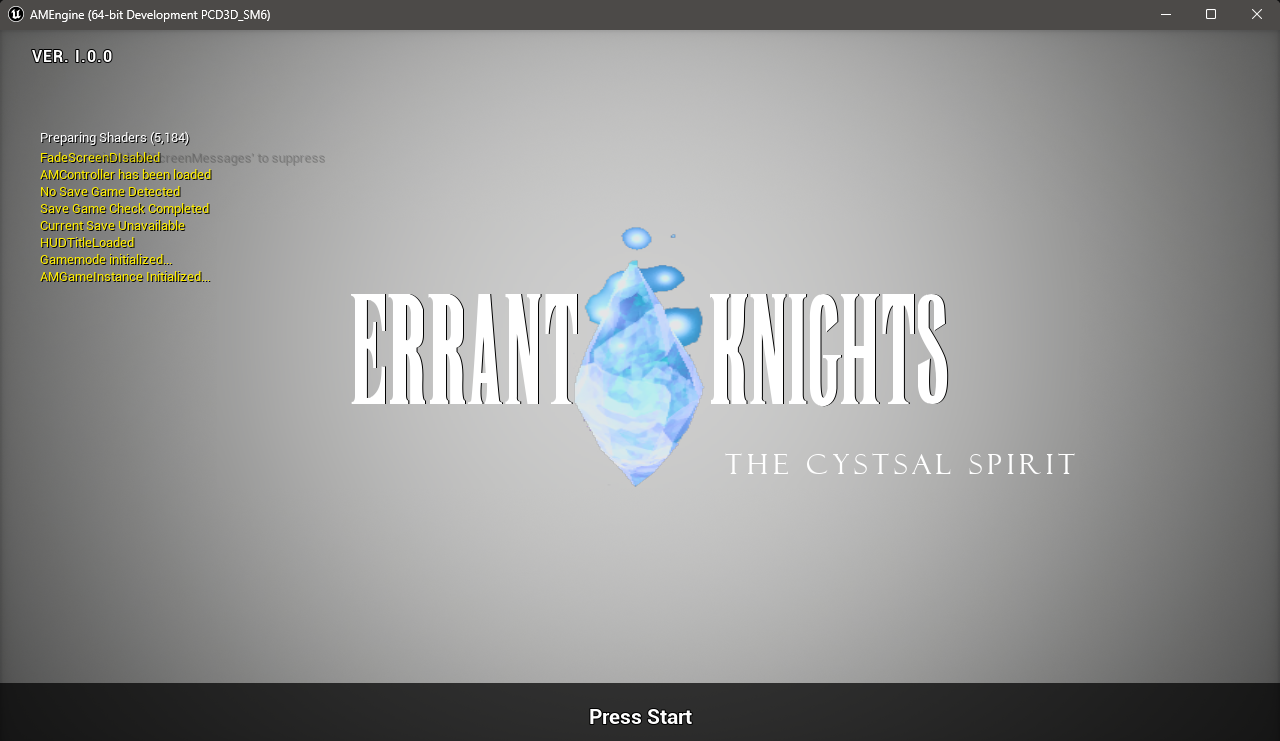 AMEngine (64-bit Development PCD3D_SM6)
VER. 1.0.0
Preparing Shaders (5,184)
FadeScreenDIsabled
creenMessages' to suppress
AMController has been loaded
No Save Game Detected
Save Game Check Completed
Current Save Unavailable
HUDTitleLoaded
Gamemode initialized...
AMGameInstance Initialized...
ERRANT KNIGHTS
THE CYSTSAL SPIRIT
Press Start